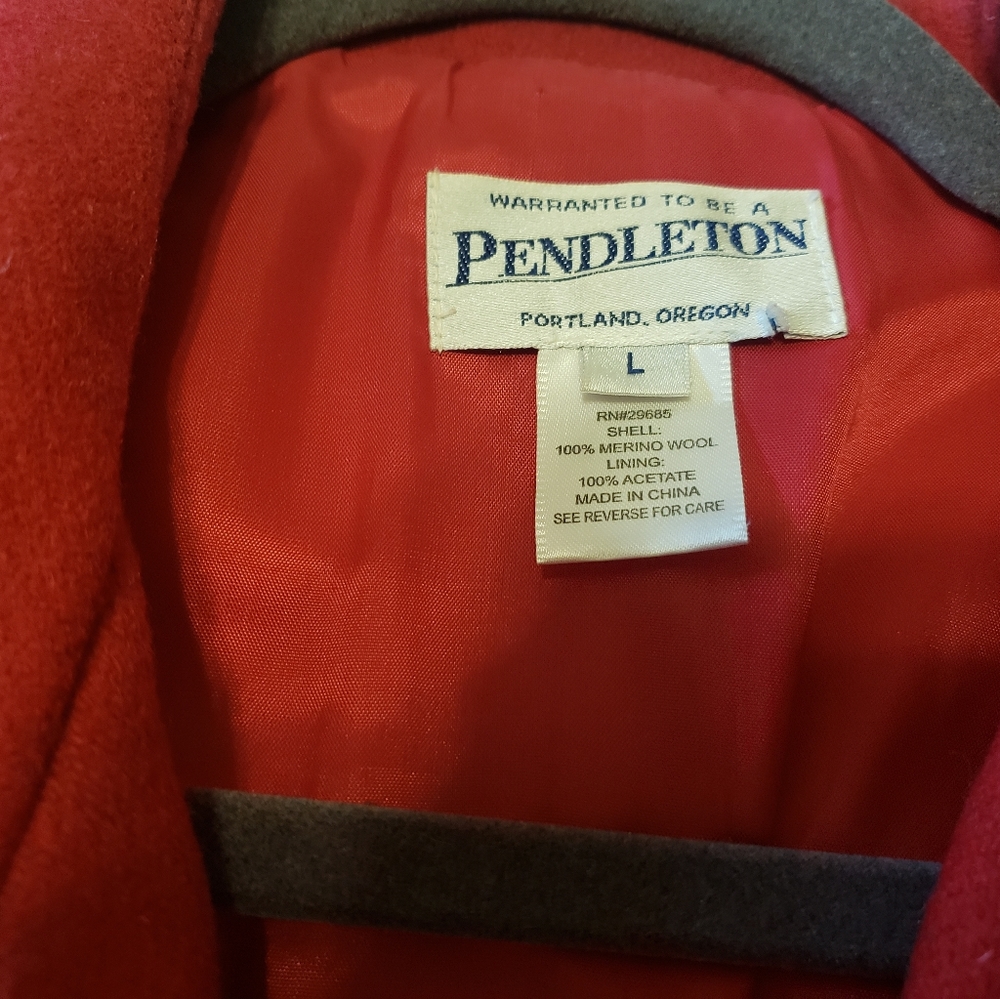 WARRANTED TO BE A
PENDLETON
PORTLAND, OREGON
L
RN#29685
SHELL:
100% MERINO WOOL
LINING:
100% ACETATE
MADE IN CHINA
SEE REVERSE FOR CARE